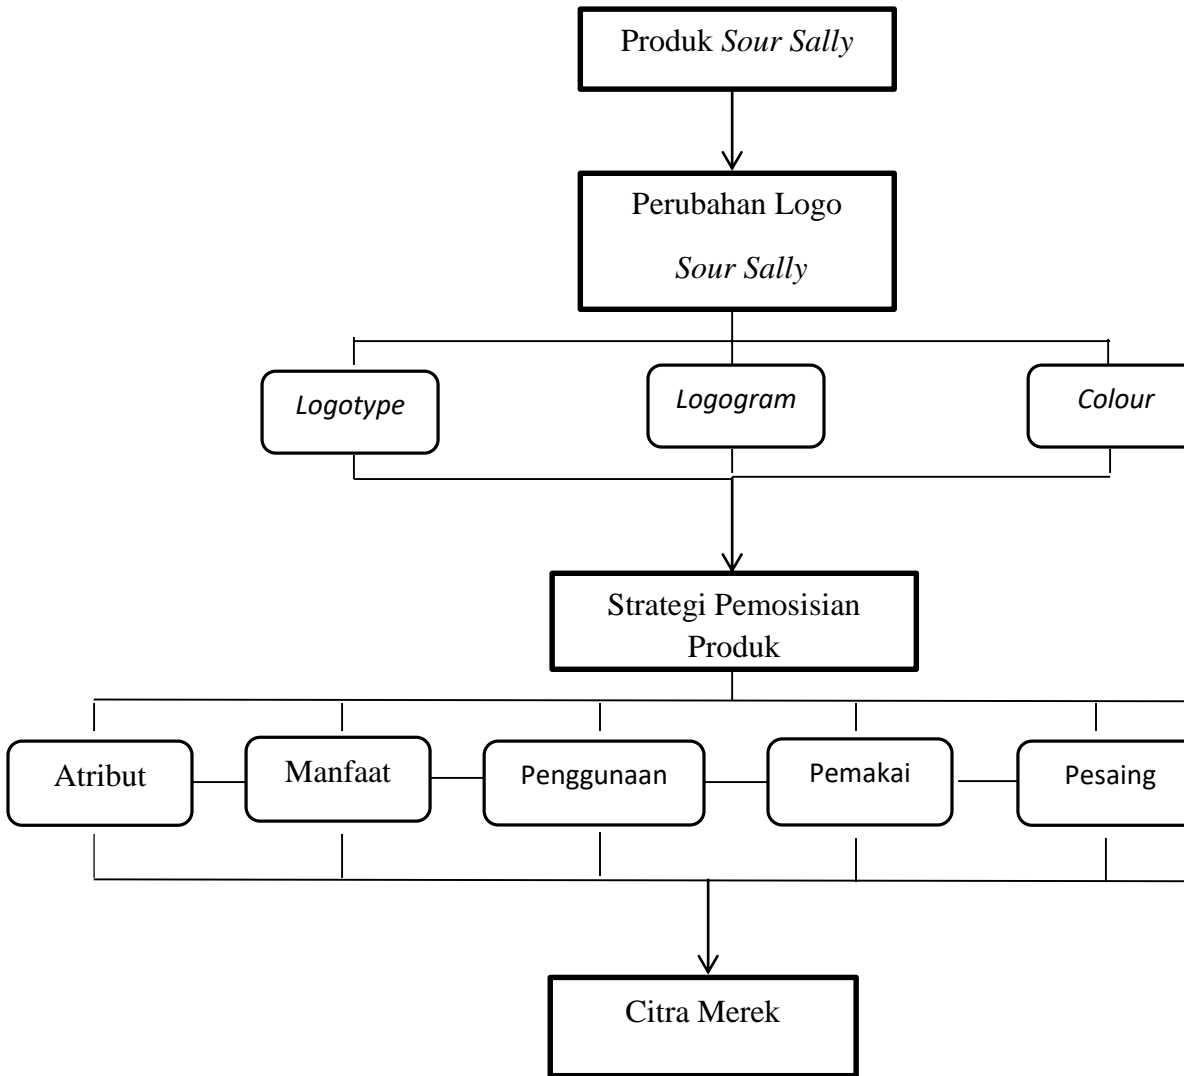 Produk Sour Sally
Perubahan Logo
Sour Sally
Logotype
Logogram
Colour
Strategi Pemosisian
Produk
Atribut
Manfaat
Penggunaan
Pemakai
Pesaing
Citra Merek